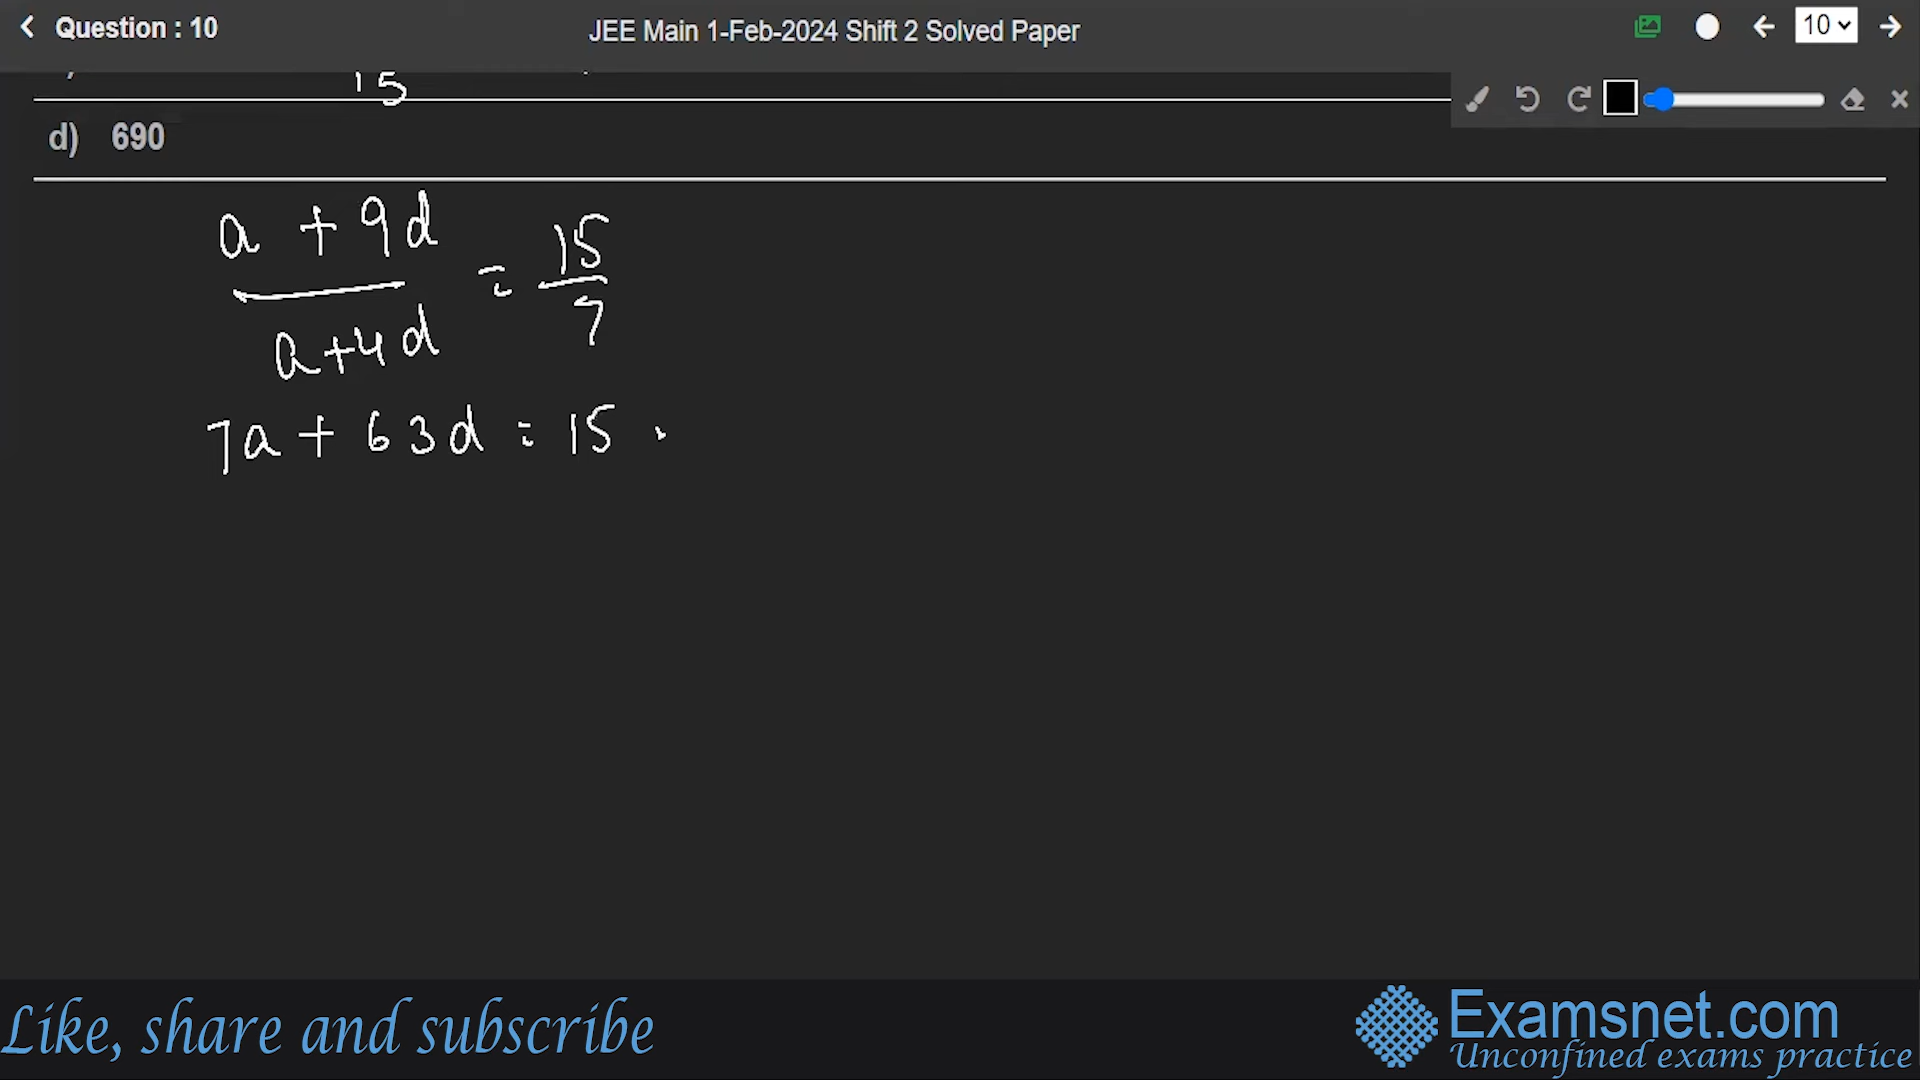 Question : 10
JEE Main 1-Feb-2024 Shift 2 Solved Paper
10
15
d) 690
a + 9d
= 15
a+4d 7
7a + 63d = 15
Like, share and subscribe
Examsnet.com
Unconfined exams practice